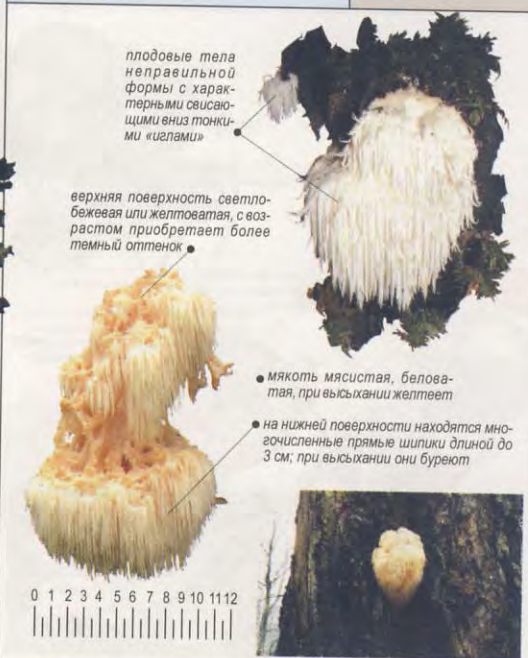 плодовые тела
неправильной
формы с харак-
терными свисаю-
щими вниз тонки-
ми «иглами»
верхняя поверхность светло-
бежевая или желтоватая, с воз-
растом приобретает более
темный оттенок
мякоть мясистая, белова-
тая, при высыхании желтеет
на нижней поверхности находятся мно-
гочисленные прямые шипики длиной до
3 см; при высыхании они буреют
0 1 2 3 4 5 6 7 8 9 10 11 12